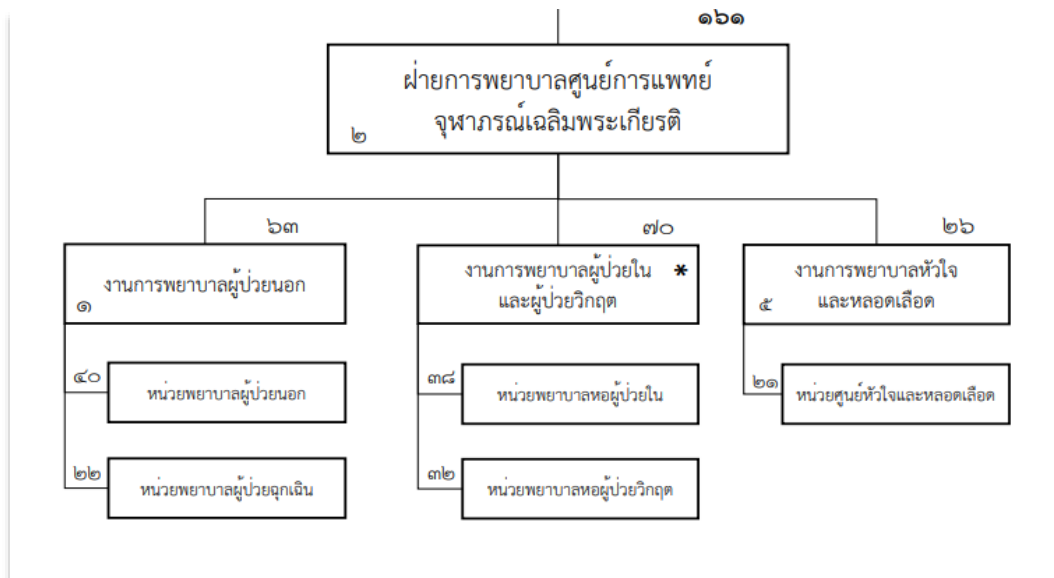 ๑๖๑
ฝ่ายการพยาบาลศูนย์การแพทย์
จุฬาภรณ์เฉลิมพระเกียรติ
๒
๖๓
๗๐
๒๖
งานการพยาบาลผู้ป่วยนอก
๑
งานการพยาบาลผู้ป่วยใน *
และผู้ป่วยวิกฤต
งานการพยาบาลหัวใจ
และหลอดเลือด
๕
๔๐
หน่วยพยาบาลผู้ป่วยนอก
๓๘
หน่วยพยาบาลหอผู้ป่วยใน
๒๑
หน่วยศูนย์หัวใจและหลอดเลือด
๒๒
หน่วยพยาบาลผู้ป่วยฉุกเฉิน
๓๒
หน่วยพยาบาลหอผู้ป่วยวิกฤต